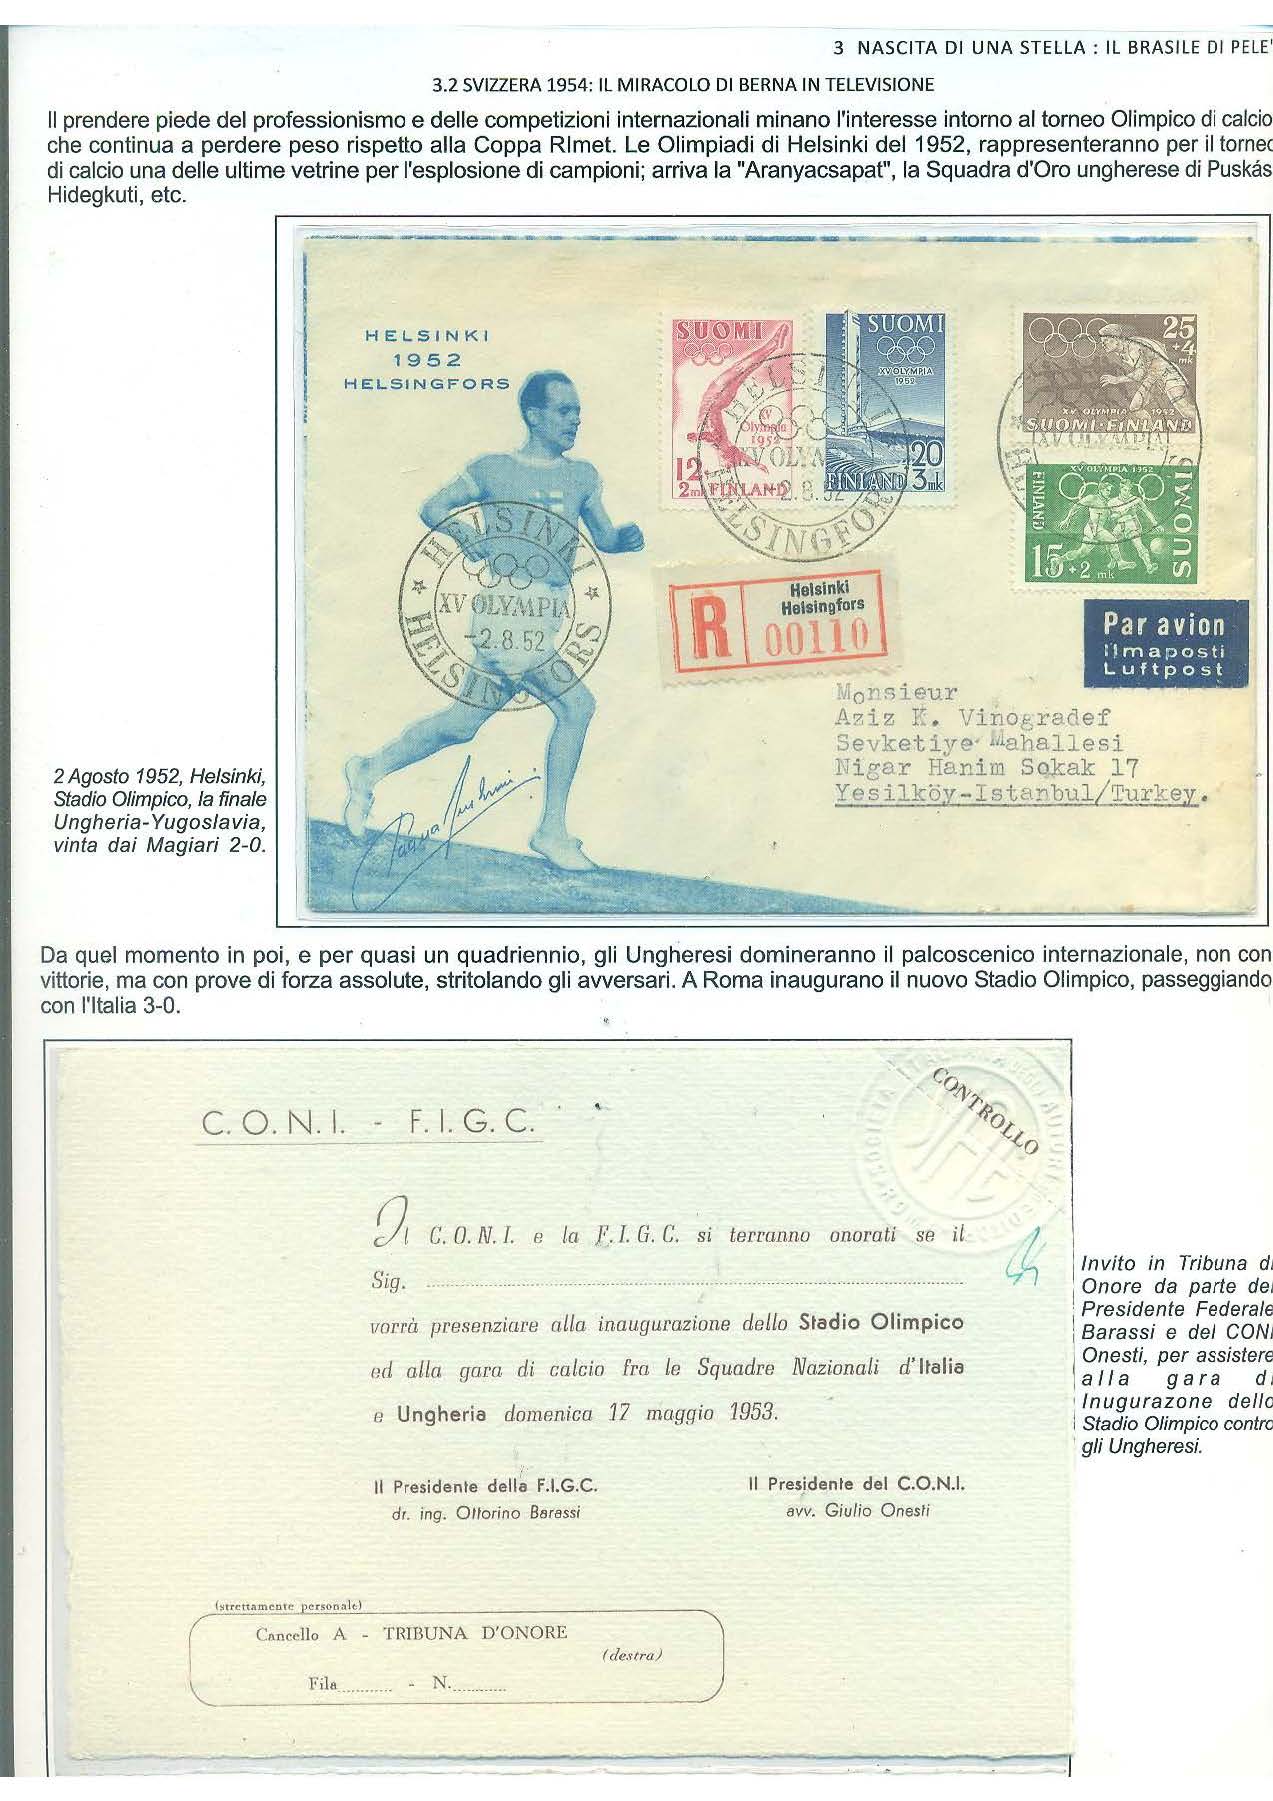 3 NASCITA DI UNA STELLA : IL BRASILE DI PELE'
3.2 SVIZZERA 1954: IL MIRACOLO DI BERNA IN TELEVISIONE
Il prendere piede del professionismo e delle competizioni internazionali minano l'interesse intorno al torneo Olimpico di calcio
che continua a perdere peso rispetto alla Coppa RImet. Le Olimpiadi di Helsinki del 1952, rappresenteranno per il torneo
di calcio una delle ultime vetrine per l'esplosione di campioni; arriva la "Aranyacsapat", la Squadra d'Oro ungherese di Puskás
Hidegkuti, etc.
HELSINKI
1952
HELSINGFORS
SUOMI
XV
Olympia
1952
12
2mk FINLAND
SUOMI
XV OLYMPIA
1952
20
FINLAND 3mk
25
+4
mk
XV OLYMPIA 1952
SUOMI-FINLAND
XV OLYMPIA 1952
FINLAND
SUOMI
15 +2 mk
HELSINKI
XV OLYMPIA
-2.8.52
HELSINGFORS
HELSINKI
XV OLYMPIA
-2.8.52
HELSINGFORS
XV OLYMPIA
R
Helsinki
Helsingfors
00110
Par avion
Ilmaposti
Luftpost
Monsieur
Aziz K. Vinogradef
Sevketiye Mahallesi
Nigar Hanim Sokak 17
Yesilköy-Istanbul/Turkey.
2 Agosto 1952, Helsinki,
Stadio Olimpico, la finale
Ungheria-Yugoslavia,
vinta dai Magiari 2-0.
Da quel momento in poi, e per quasi un quadriennio, gli Ungheresi domineranno il palcoscenico internazionale, non con
vittorie, ma con prove di forza assolute, stritolando gli avversari. A Roma inaugurano il nuovo Stadio Olimpico, passeggiando
con l'Italia 3-0.
CONTROLLO
C.O.N.I. - F.I.G.C.
Il C.O.N.I. e la F.I.G.C. si terranno onorati se il
Sig.
vorrà presenziare alla inaugurazione dello Stadio Olimpico
ed alla gara di calcio fra le Squadre Nazionali d'Italia
e Ungheria domenica 17 maggio 1953.
Il Presidente della F.I.G.C.
dr. ing. Ottorino Barassi
Il Presidente del C.O.N.I.
avv. Giulio Onesti
(strettamente personale)
Cancello A - TRIBUNA D'ONORE
(destra)
Fila............ - N............
Invito in Tribuna di
Onore da parte del
Presidente Federale
Barassi e del CONI
Onesti, per assistere
alla gara di
Inugurazone dello
Stadio Olimpico contro
gli Ungheresi.